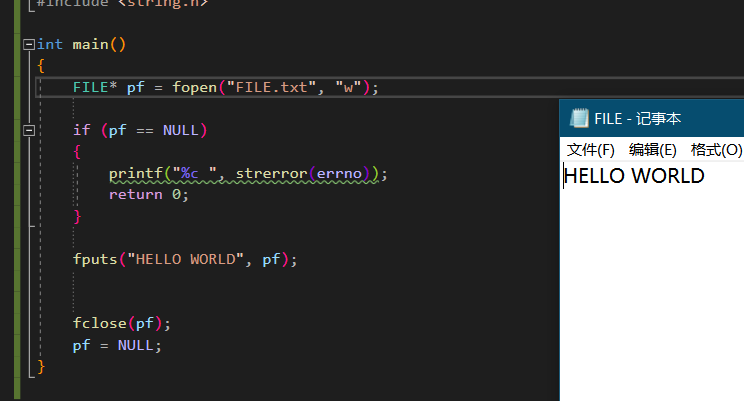 #include <string.h>
int main()
{
FILE* pf = fopen("FILE.txt", "w");
if (pf == NULL)
{
printf("%c ", strerror(errno));
return 0;
}
fputs("HELLO WORLD", pf);
fclose(pf);
pf = NULL;
}
FILE - 记事本
文件(F) 编辑(E) 格式(O)
HELLO WORLD